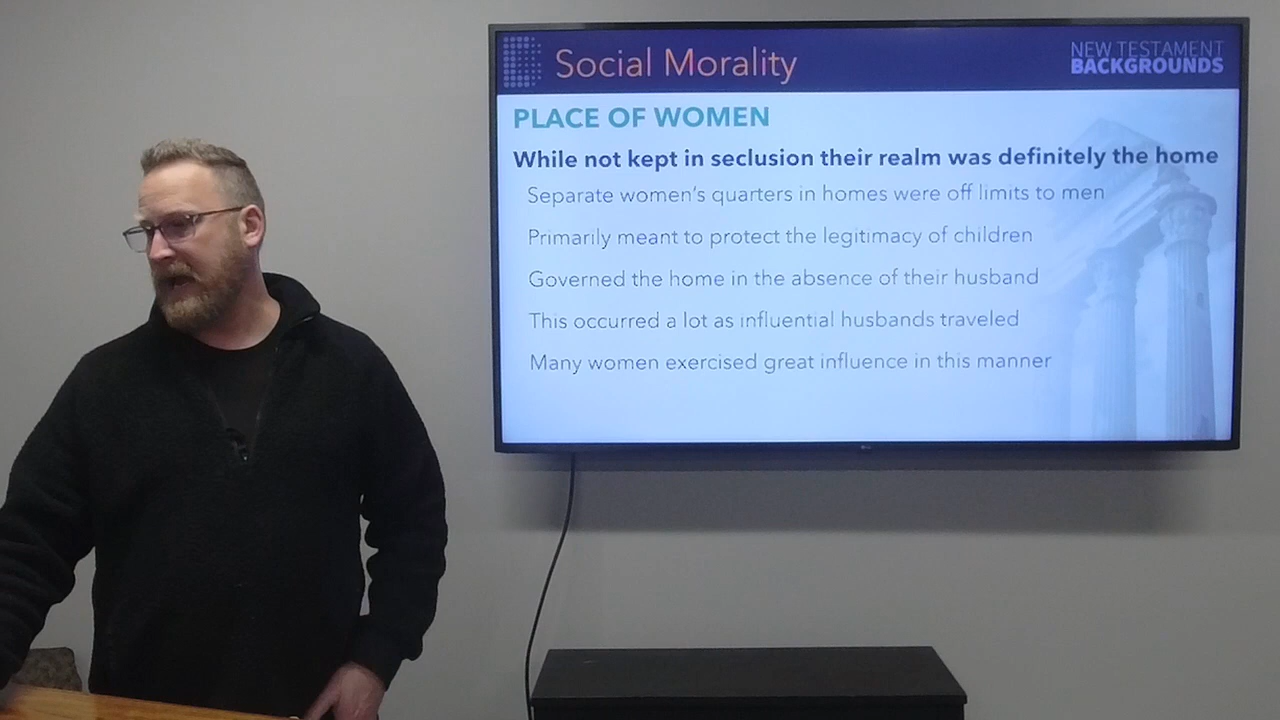 Social Morality
NEW TESTAMENT
BACKGROUNDS
PLACE OF WOMEN
While not kept in seclusion their realm was definitely the home
Separate women's quarters in homes were off limits to men
Primarily meant to protect the legitimacy of children
Governed the home in the absence of their husband
This occurred a lot as influential husbands traveled
Many women exercised great influence in this manner